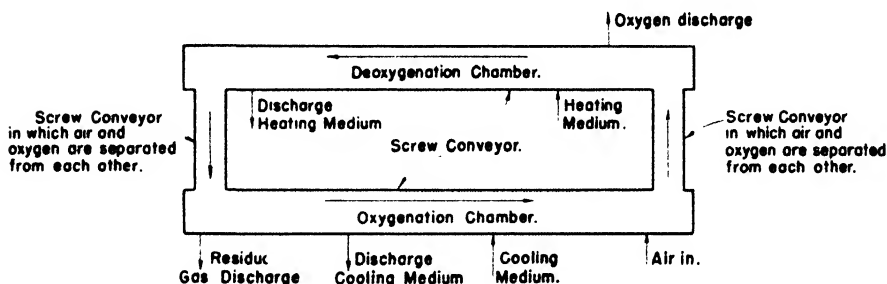 Oxygen discharge
Deoxygenation Chamber.
Screw Conveyor
in which air and
oxygen are separated
from each other.
Discharge
Heating Medium
Heating
Medium.
Screw Conveyor
in which air and
oxygen are separated
from each other.
Screw Conveyor.
Oxygenation Chamber.
Residuc
Gas Discharge
Discharge
Cooling Medium
Cooling
Medium.
Air in.